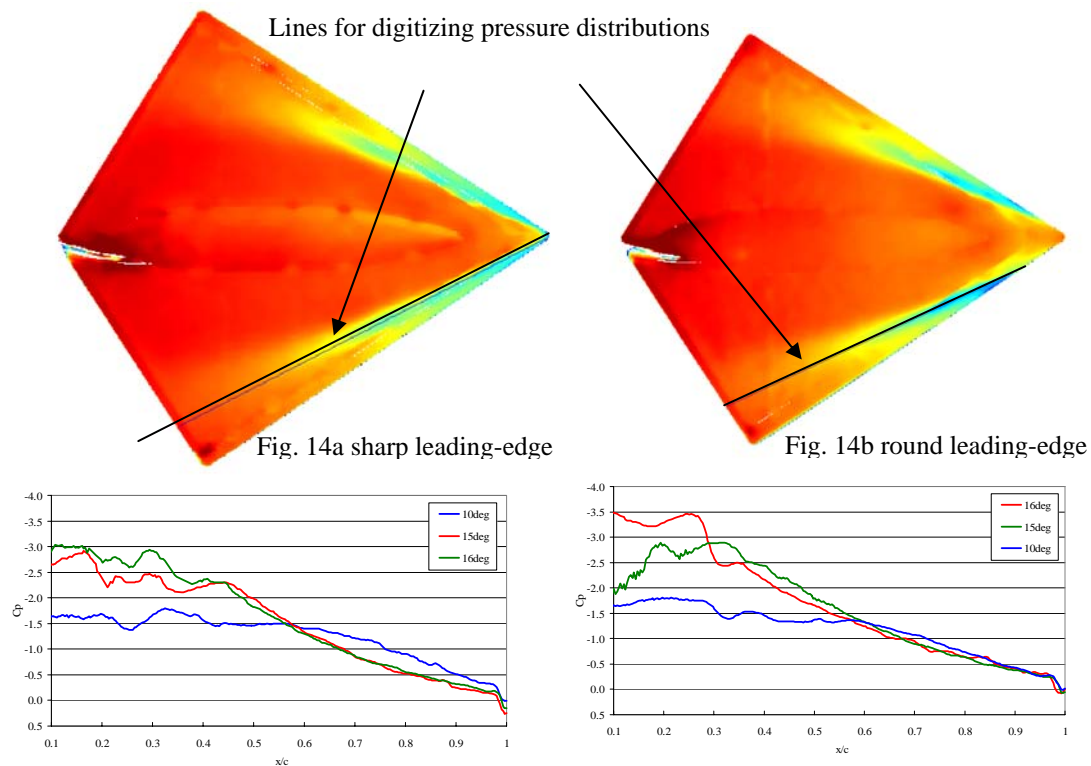 Lines for digitizing pressure distributions
Fig. 14a sharp leading-edge
Fig. 14b round leading-edge
-4.0
-3.5
-3.0
-2.5
-2.0
-1.5
-1.0
-0.5
0.0
0.5
Cp
10deg
15deg
16deg
0.1 0.2 0.3 0.4 0.5 0.6 0.7 0.8 0.9 1
x/c
-4.0
-3.5
-3.0
-2.5
-2.0
-1.5
-1.0
-0.5
0.0
0.5
Cp
16deg
15deg
10deg
0.1 0.2 0.3 0.4 0.5 0.6 0.7 0.8 0.9 1
x/c